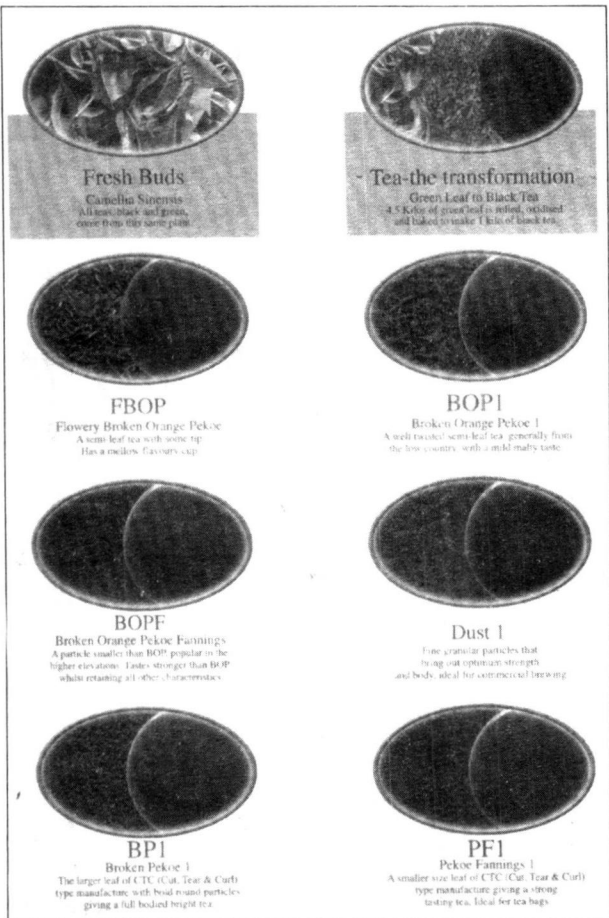 Fresh Buds
Camellia Sinensis
All teas, black and green,
come from this same plant
Tea-the transformation
Green Leaf to Black Tea
4.5 Kilos of green leaf is rolled, oxidised
and baked to make 1 kilo of black tea.
FBOP
Flowery Broken Orange Pekoe
A semi leaf tea with some tip
Has a mellow flavoury cup
BOP1
Broken Orange Pekoe 1
A well twisted semi-leaf tea generally from
the low country, with a mild malty taste
BOPF
Broken Orange Pekoe Fannings
A particle smaller than BOP, popular in the
higher elevations. Tastes stronger than BOP
whilst retaining all other characteristics
Dust 1
Fine granular particles that
bring out optimum strength
and body, ideal for commercial brewing
BP1
Broken Pekoe 1
The larger leaf of CTC (Cut, Tear & Curl)
type manufacture with bold round particles
giving a full bodied bright tea
PF1
Pekoe Fannings 1
A smaller size leaf of CTC (Cut, Tear & Curl)
type manufacture giving a strong
tasting tea. Ideal for tea bags